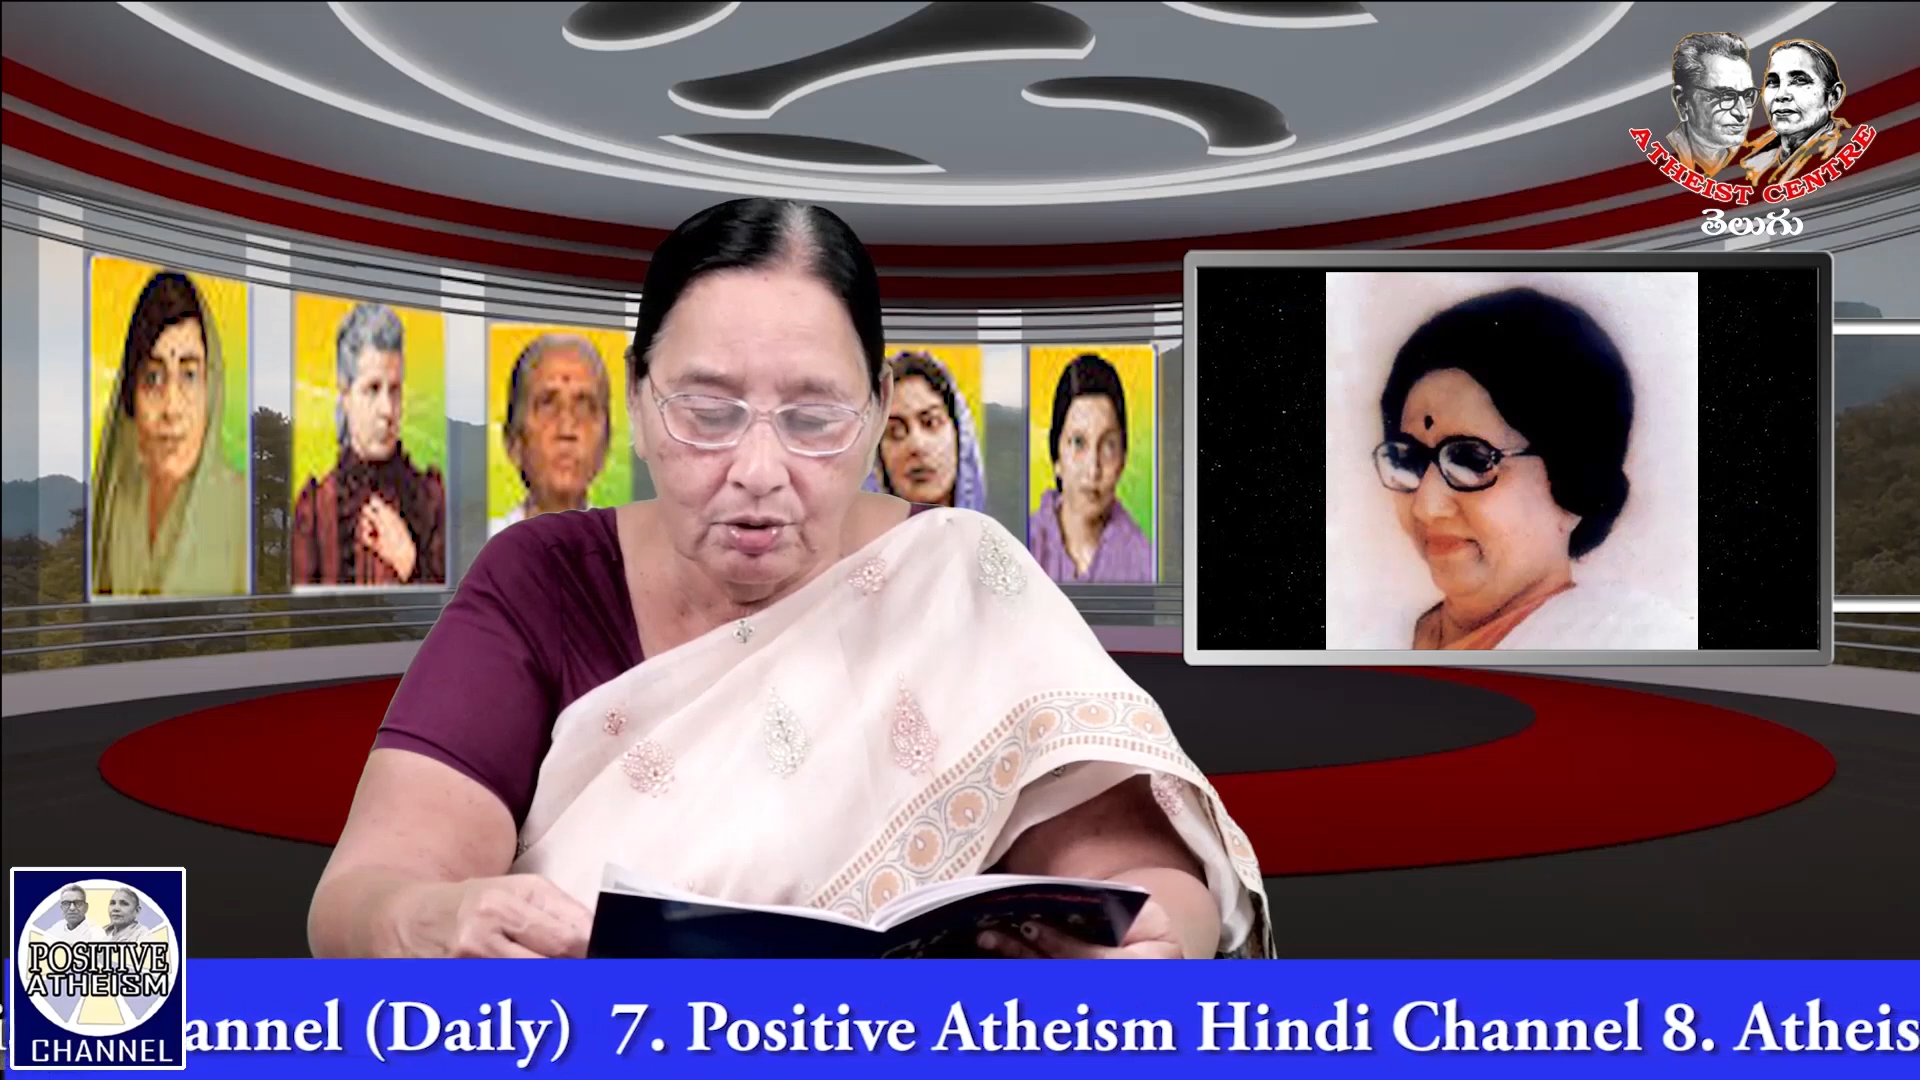 ATHEIST CENTRE
తెలుగు
POSITIVE
ATHEISM
CHANNEL
annel (Daily) 7. Positive Atheism Hindi Channel 8. Atheis